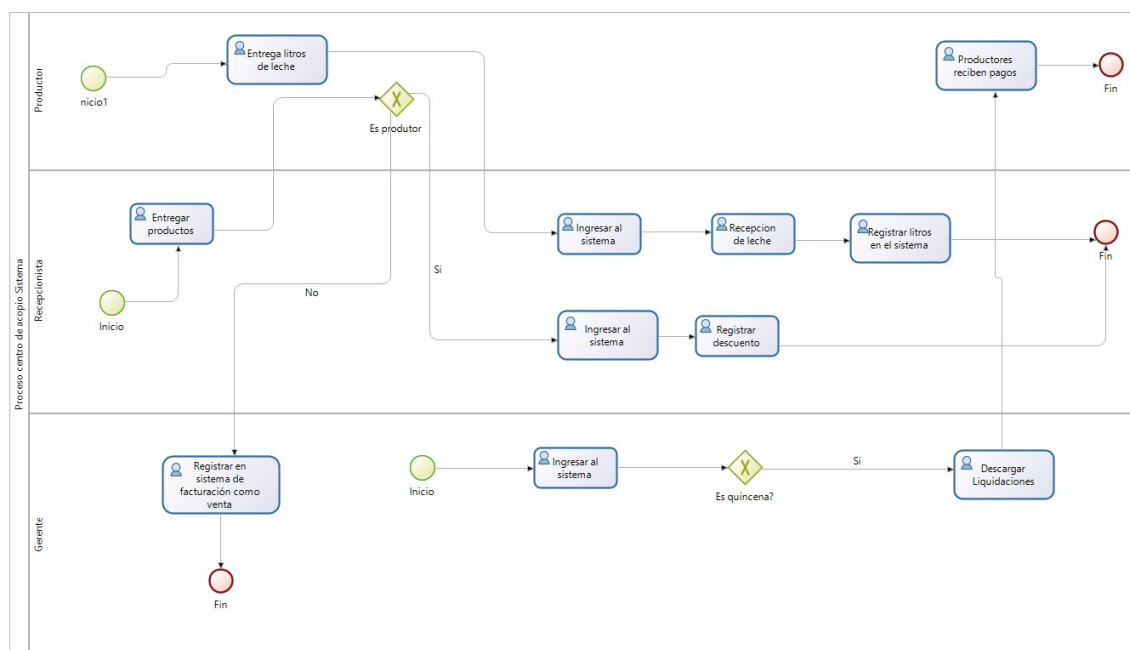 Proceso centro de acopio Sistema
Productor
nicio1
Entrega litros
de leche
Es produtor
Productores
reciben pagos
Fin
Recepcionista
Entregar
productos
Inicio
No
Si
Ingresar al
sistema
Recepcion
de leche
Registrar litros
en el sistema
Fin
Ingresar al
sistema
Registrar
descuento
Gerente
Registrar en
sistema de
facturación como
venta
Fin
Inicio
Ingresar al
sistema
Es quincena?
Si
Descargar
Liquidaciones